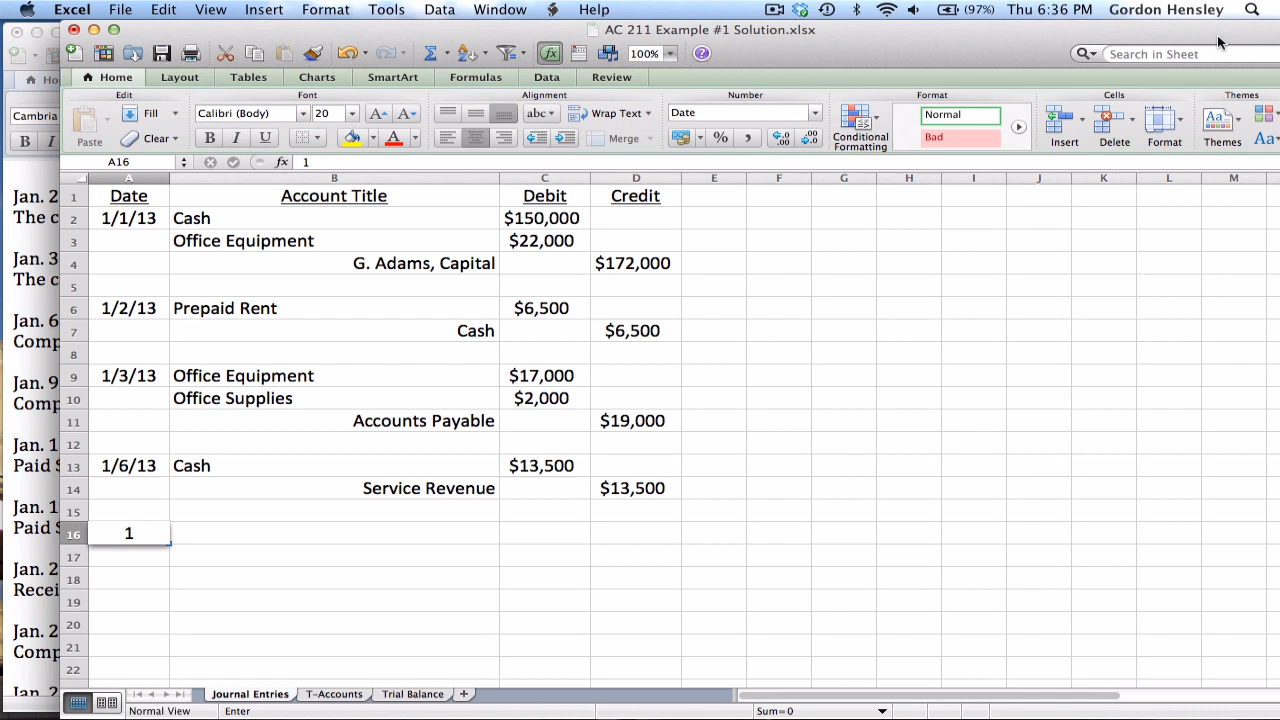 Excel File Edit View Insert Format Tools Data Window Help (97%) Thu 6:36 PM Gordon Hensley
AC 211 Example #1 Solution.xlsx
100% Search in Sheet
Home Layout Tables Charts SmartArt Formulas Data Review
Edit Font Alignment Number Format Cells Themes
Cambria
Paste Fill Clear Calibri (Body) 20 A A B I U A abc Wrap Text Merge Date % Conditional Formatting Normal Bad Insert Delete Format Aa Themes Aa
B I
A16 fx 1
A B C D E F G H I J K L M
1 Date Account Title Debit Credit
2 1/1/13 Cash $150,000
3 Office Equipment $22,000
4 G. Adams, Capital $172,000
5
6 1/2/13 Prepaid Rent $6,500
7 Cash $6,500
8
9 1/3/13 Office Equipment $17,000
10 Office Supplies $2,000
11 Accounts Payable $19,000
12
13 1/6/13 Cash $13,500
14 Service Revenue $13,500
15
16 1
17
18
19
20
21
22
Jan. 2
The c
Jan. 3
The c
Jan. 6
Comp
Jan. 9
Comp
Jan. 1
Paid
Jan. 1
Paid
Jan. 2
Recei
Jan. 2
Comp
Jan. 2
Journal Entries T-Accounts Trial Balance
Normal View Enter Sum=0